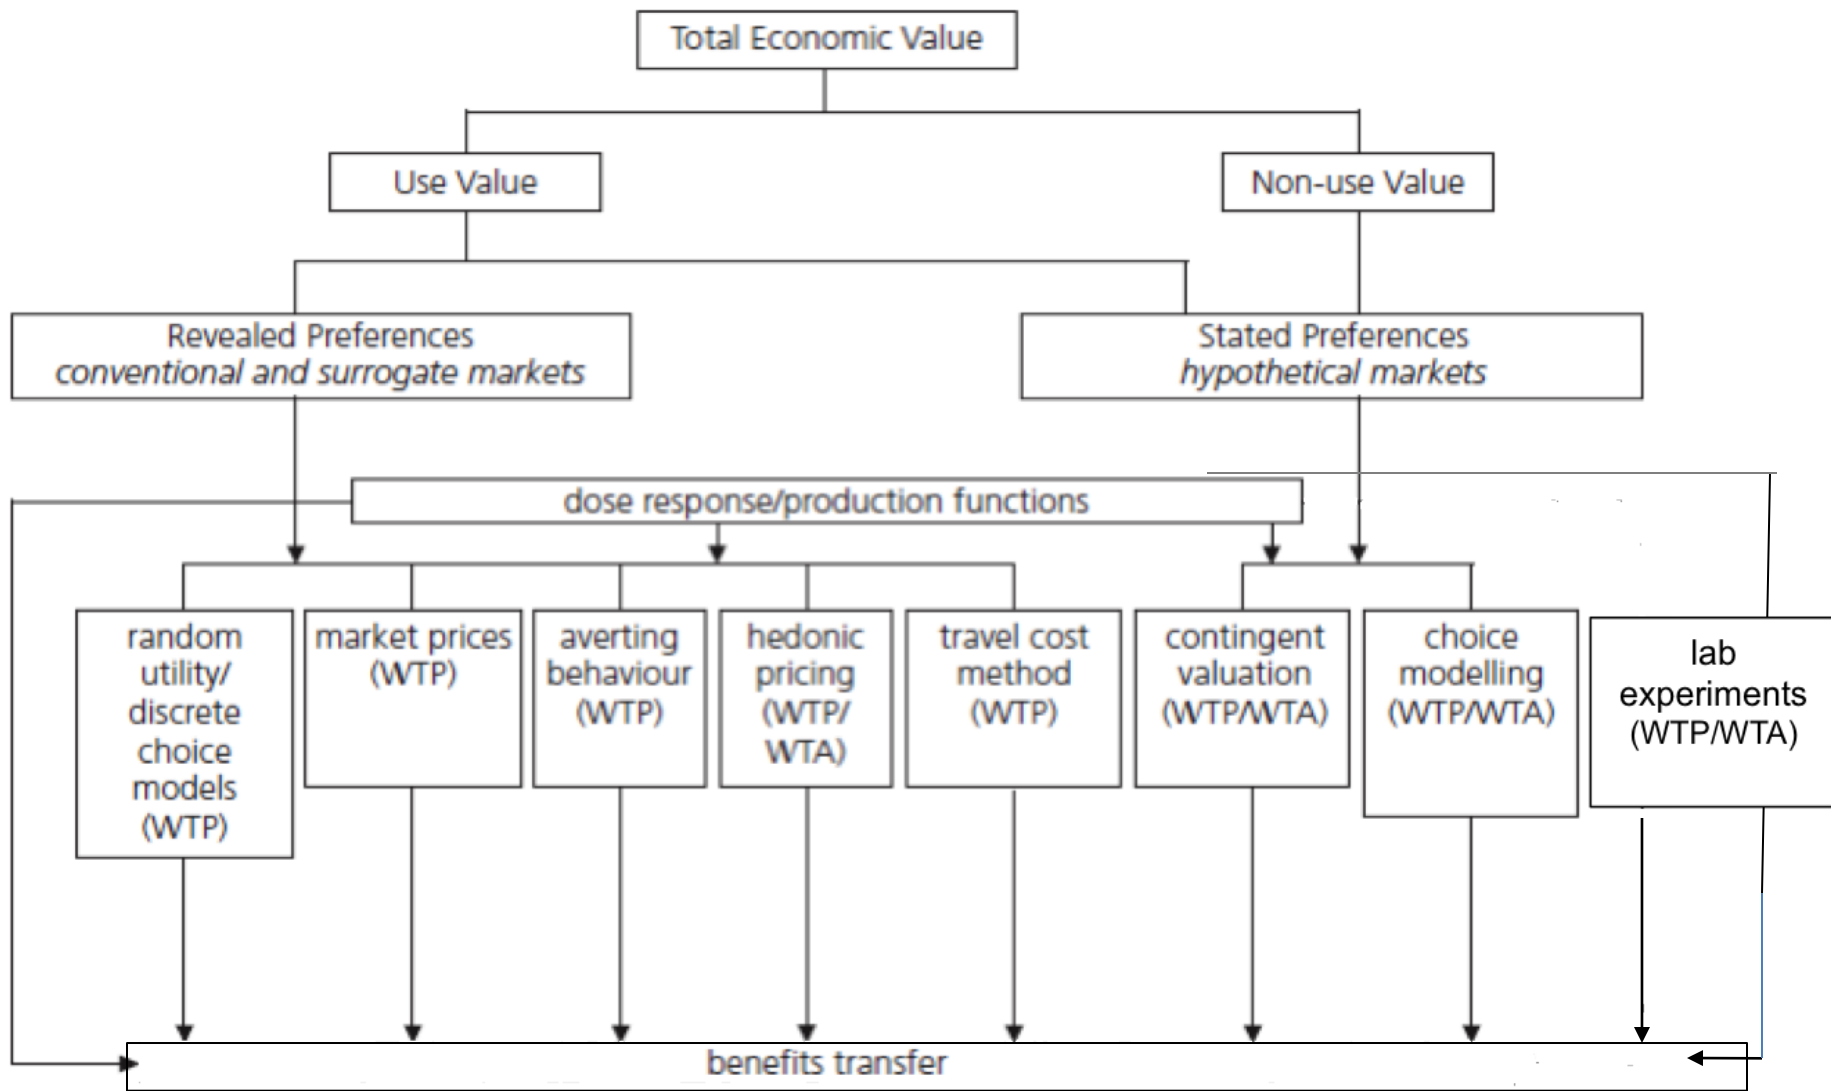 Total Economic Value
Use Value
Non-use Value
Revealed Preferences
conventional and surrogate markets
Stated Preferences
hypothetical markets
dose response/production functions
random
utility/
discrete
choice
models
(WTP)
market prices
(WTP)
averting
behaviour
(WTP)
hedonic
pricing
(WTP/
WTA)
travel cost
method
(WTP)
contingent
valuation
(WTP/WTA)
choice
modelling
(WTP/WTA)
lab
experiments
(WTP/WTA)
benefits transfer